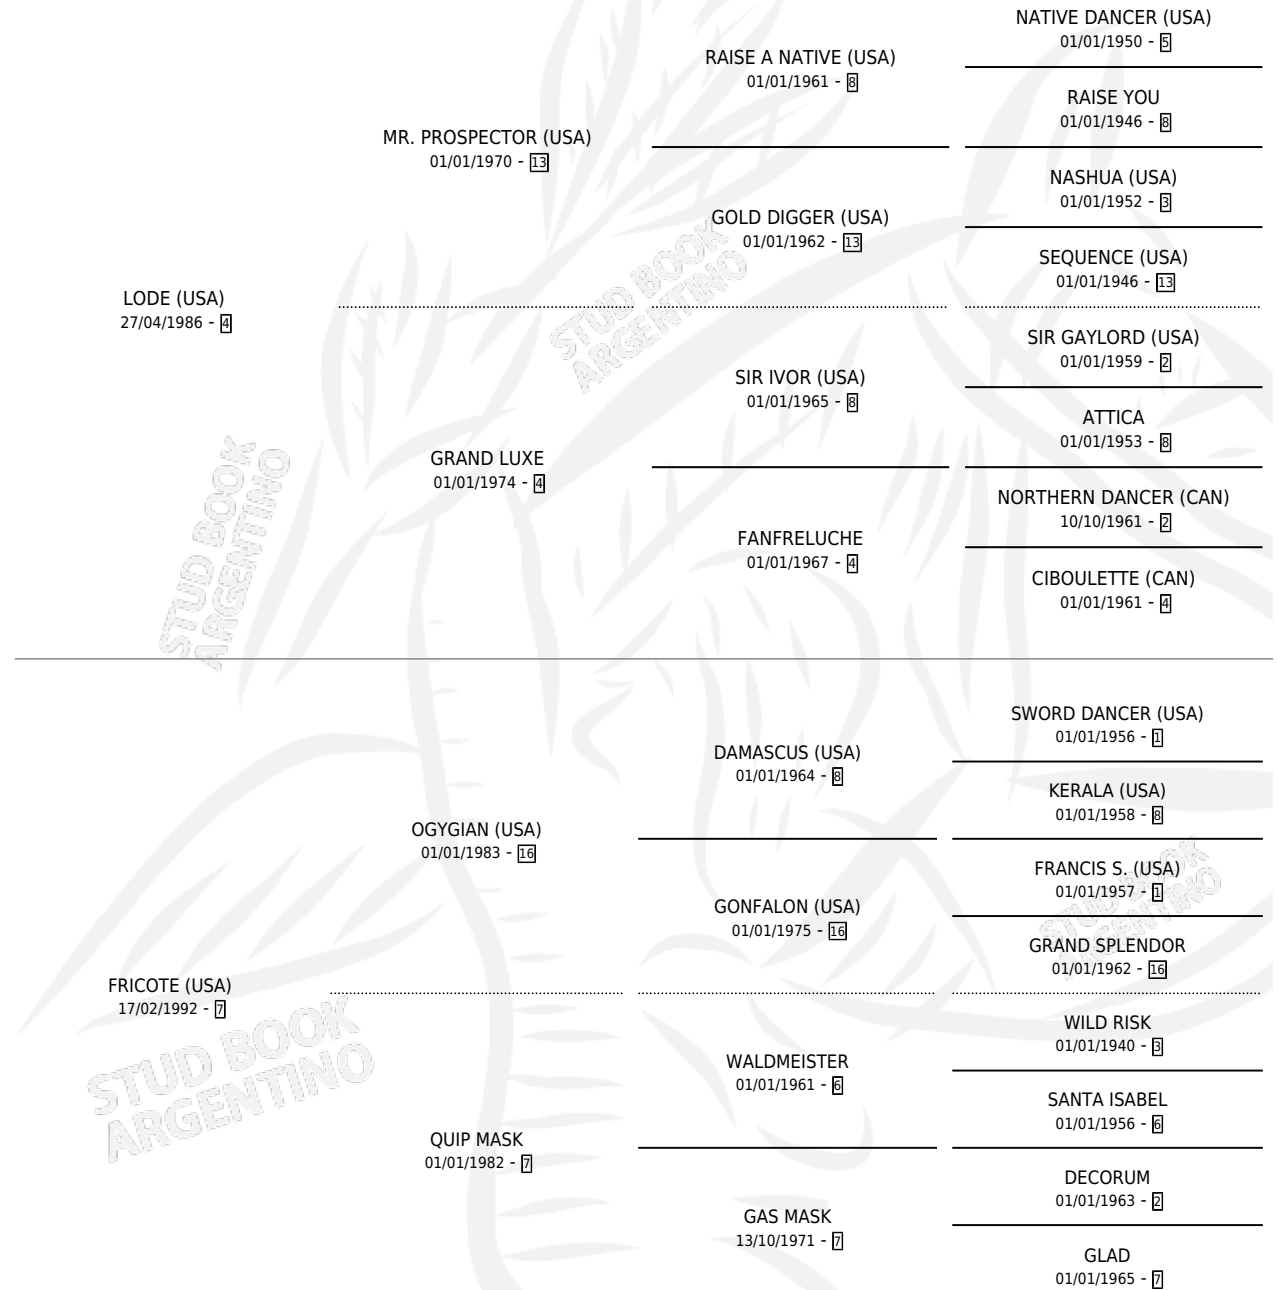 NATIVE DANCER (USA)
01/01/1950 - 5
RAISE A NATIVE (USA)
01/01/1961 - 8
RAISE YOU
01/01/1946 - 8
MR. PROSPECTOR (USA)
01/01/1970 - 13
NASHUA (USA)
01/01/1952 - 3
GOLD DIGGER (USA)
01/01/1962 - 13
SEQUENCE (USA)
01/01/1946 - 13
LODE (USA)
27/04/1986 - 4
SIR GAYLORD (USA)
01/01/1959 - 2
SIR IVOR (USA)
01/01/1965 - 8
ATTICA
01/01/1953 - 8
GRAND LUXE
01/01/1974 - 4
NORTHERN DANCER (CAN)
10/10/1961 - 2
FANFRELUCHE
01/01/1967 - 4
CIBOULETTE (CAN)
01/01/1961 - 4
SWORD DANCER (USA)
01/01/1956 - 1
DAMASCUS (USA)
01/01/1964 - 8
KERALA (USA)
01/01/1958 - 8
OGYGIAN (USA)
01/01/1983 - 16
FRANCIS S. (USA)
01/01/1957 - 1
GONFALON (USA)
01/01/1975 - 16
GRAND SPLENDOR
01/01/1962 - 16
FRICOTE (USA)
17/02/1992 - 7
WILD RISK
01/01/1940 - 3
WALDMEISTER
01/01/1961 - 6
SANTA ISABEL
01/01/1956 - 6
QUIP MASK
01/01/1982 - 7
DECORUM
01/01/1963 - 2
GAS MASK
13/10/1971 - 7
GLAD
01/01/1965 - 7
STUD BOOK
ARGENTINO
STUD BOOK
ARGENTINO
STUD BOOK
ARGENTINO
STUD BOOK
ARGENTINO